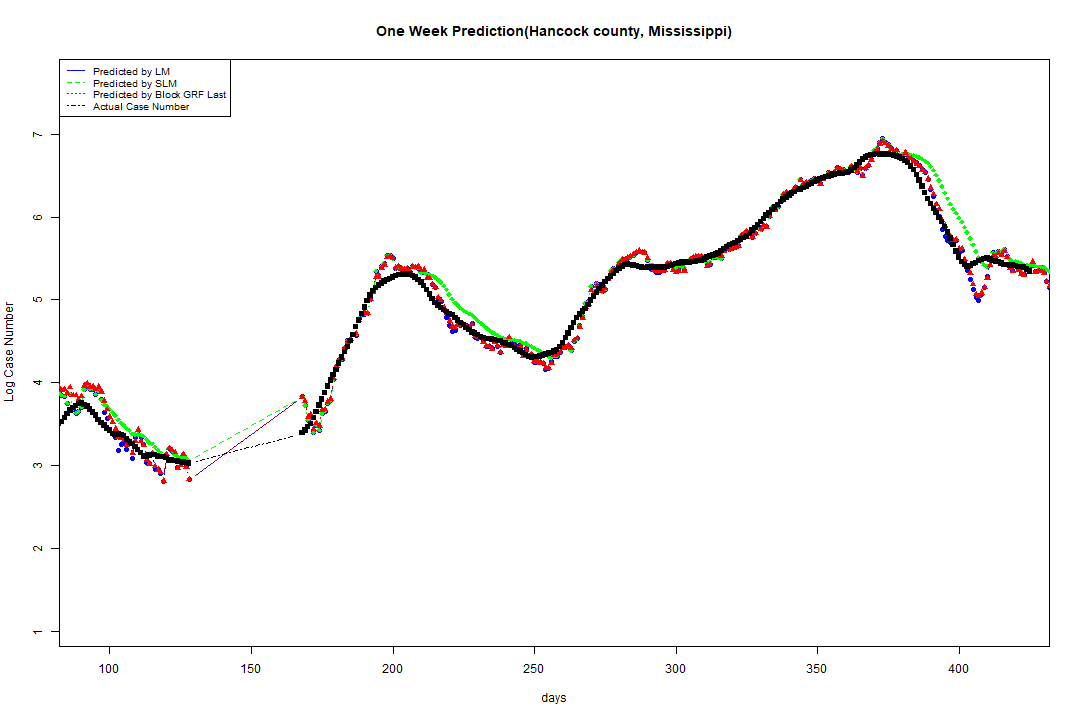 One Week Prediction(Hancock county, Mississippi)
Predicted by LM
Predicted by SLM
Predicted by Block GRF Last
Actual Case Number
7
6
5
4
3
2
1
Log Case Number
100 150 200 250 300 350 400
days